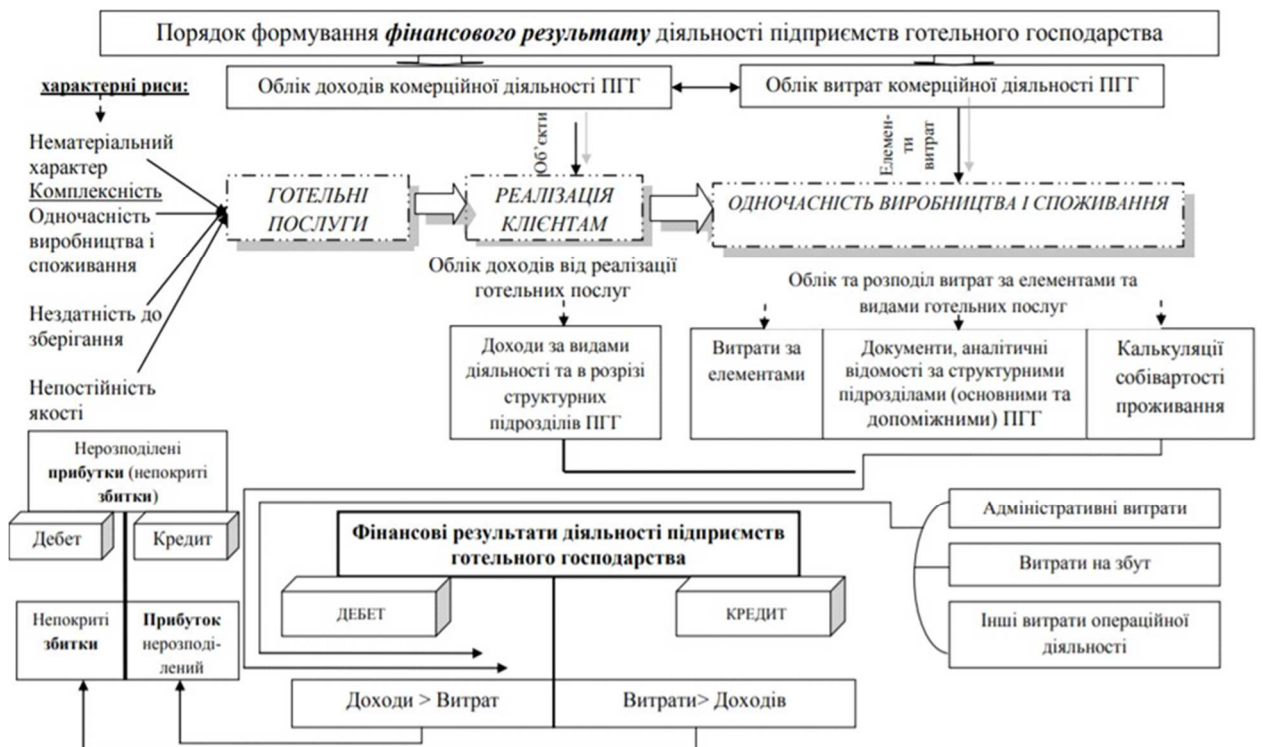 Порядок формування фінансового результату діяльності підприємств готельного господарства
Облік доходів комерційної діяльності ПГГ
Облік витрат комерційної діяльності ПГГ
характерні риси:
Нематеріальний
характер
Комплексність
Одночасність
виробництва і
споживання
Нездатність до
зберігання
Непостійність
якості
Об’єкти
Елемен-
ти
витрат
ГОТЕЛЬНІ
ПОСЛУГИ
РЕАЛІЗАЦІЯ
КЛІЄНТАМ
ОДНОЧАСНІСТЬ ВИРОБНИЦТВА І СПОЖИВАННЯ
Облік доходів від реалізації
готельних послуг
Облік та розподіл витрат за елементами та
видами готельних послуг
Доходи за видами
діяльності та в розрізі
структурних
підрозділів ПГГ
Витрати за
елементами
Документи, аналітичні
відомості за структурними
підрозділами (основними та
допоміжними) ПГГ
Калькуляції
собівартості
проживання
Нерозподілені
прибутки (непокриті
збитки)
Дебет
Кредит
Непокриті
збитки
Прибуток
нерозподі-
лений
Фінансові результати діяльності підприємств
готельного господарства
ДЕБЕТ
КРЕДИТ
Доходи > Витрат
Витрати> Доходів
Адміністративні витрати
Витрати на збут
Інші витрати операційної
діяльності